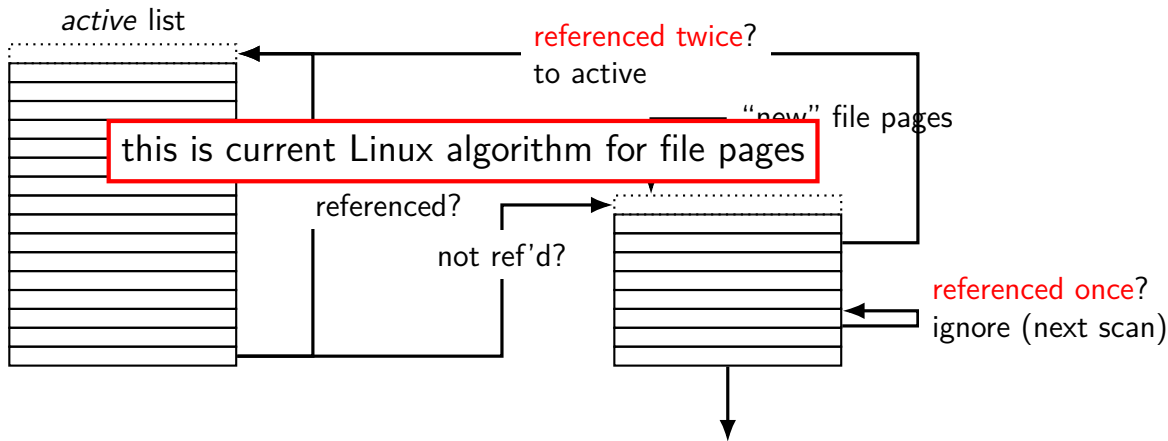 active list
referenced twice?
to active
“new” file pages
this is current Linux algorithm for file pages
referenced?
not ref'd?
referenced once?
ignore (next scan)